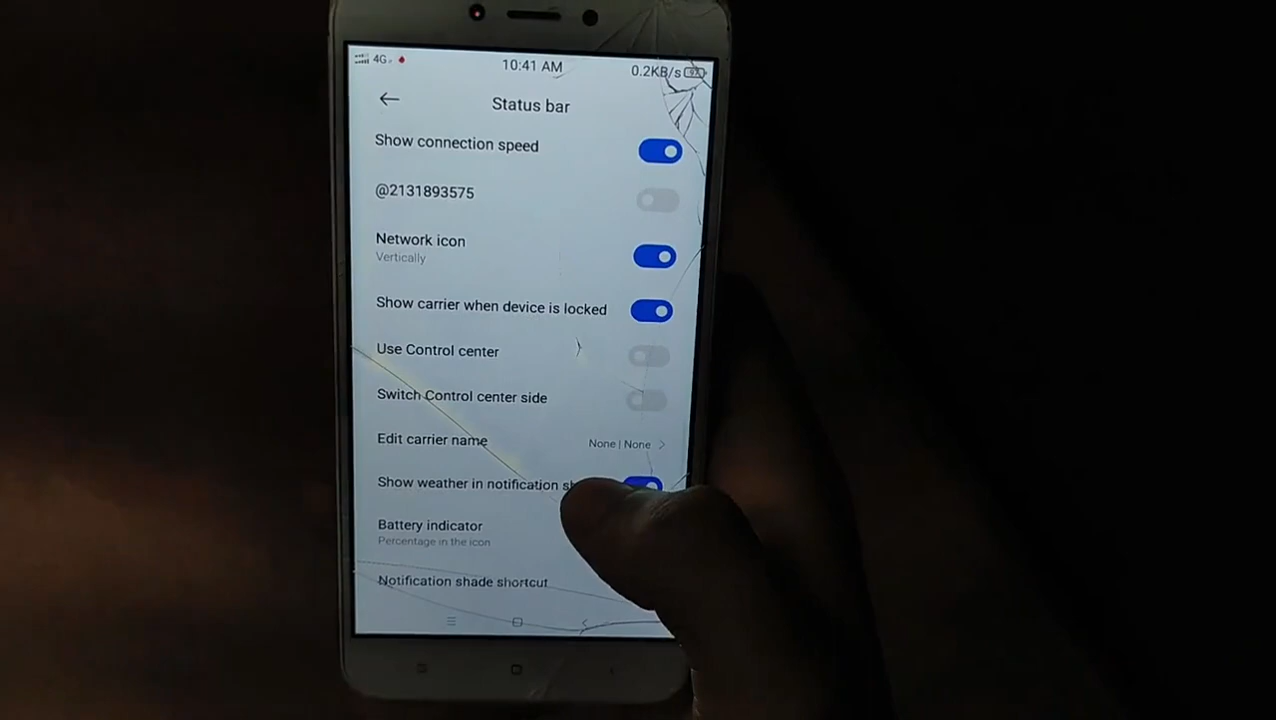 4G
10:41 AM
0.2KB/s
Status bar
Show connection speed
@2131893575
Network icon
Vertically
Show carrier when device is locked
Use Control center
Switch Control center side
Edit carrier name
None | None
Show weather in notification
Battery indicator
Percentage in the icon
Notification shade shortcut